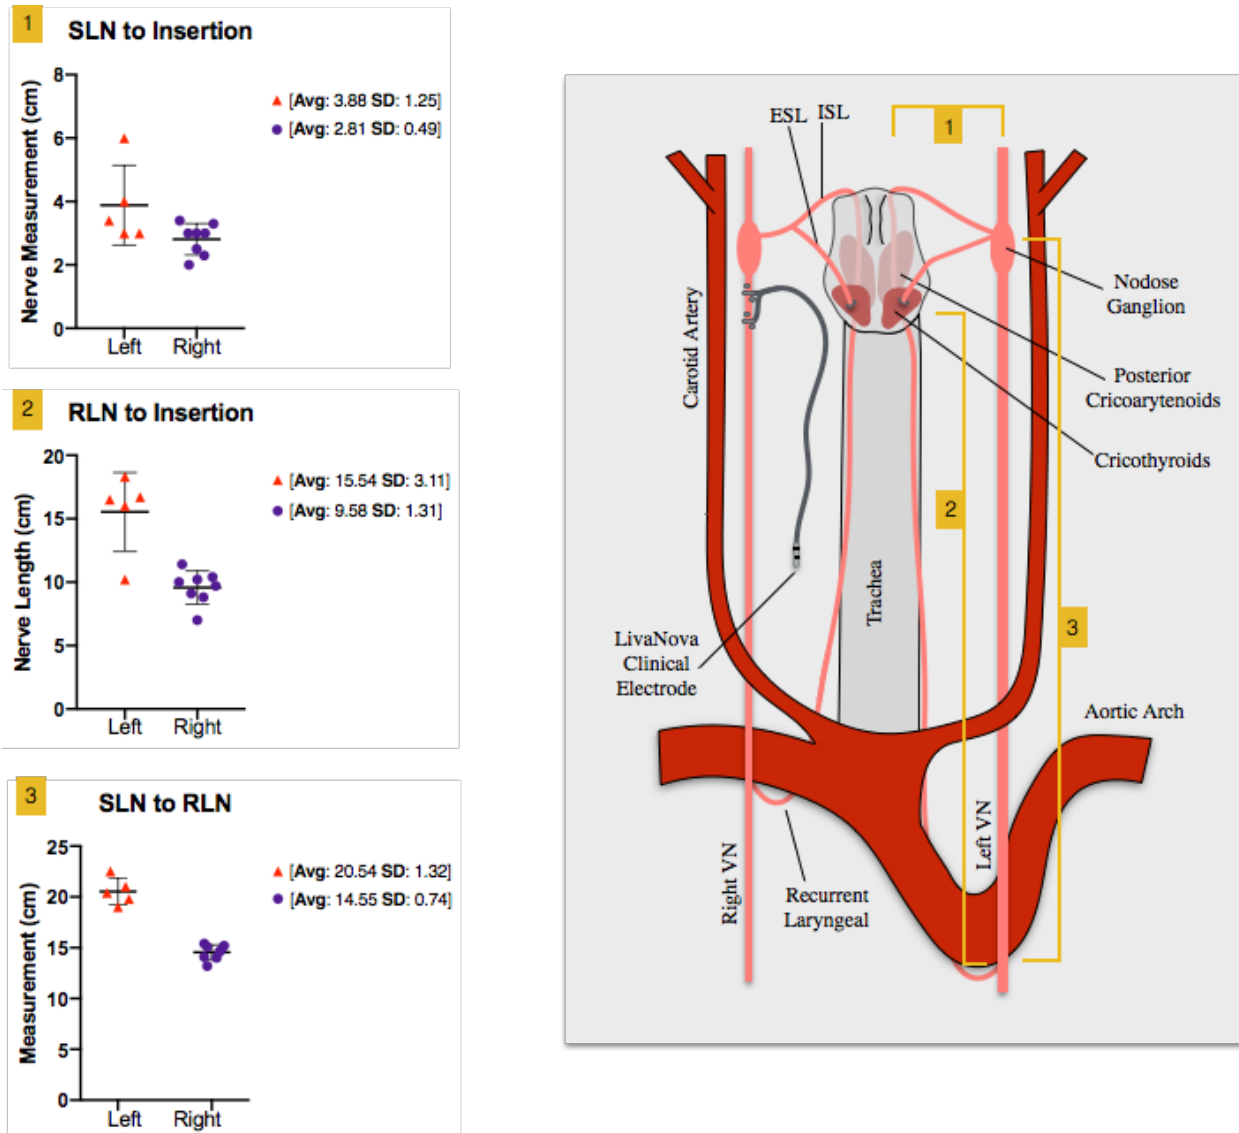 1
SLN to Insertion
Nerve Measurement (cm)
8
6
4
2
0
Left Right
[Avg: 3.88 SD: 1.25]
[Avg: 2.81 SD: 0.49]
2
RLN to Insertion
Nerve Length (cm)
20
15
10
5
0
Left Right
[Avg: 15.54 SD: 3.11]
[Avg: 9.58 SD: 1.31]
3
SLN to RLN
Measurement (cm)
25
20
15
10
5
0
Left Right
[Avg: 20.54 SD: 1.32]
[Avg: 14.55 SD: 0.74]
ESL ISL
1
Carotid Artery
Nodose
Ganglion
Posterior
Cricoarytenoids
Cricothyroids
2
3
Trachea
LivaNova
Clinical
Electrode
Aortic Arch
Right VN
Left VN
Recurrent
Laryngeal